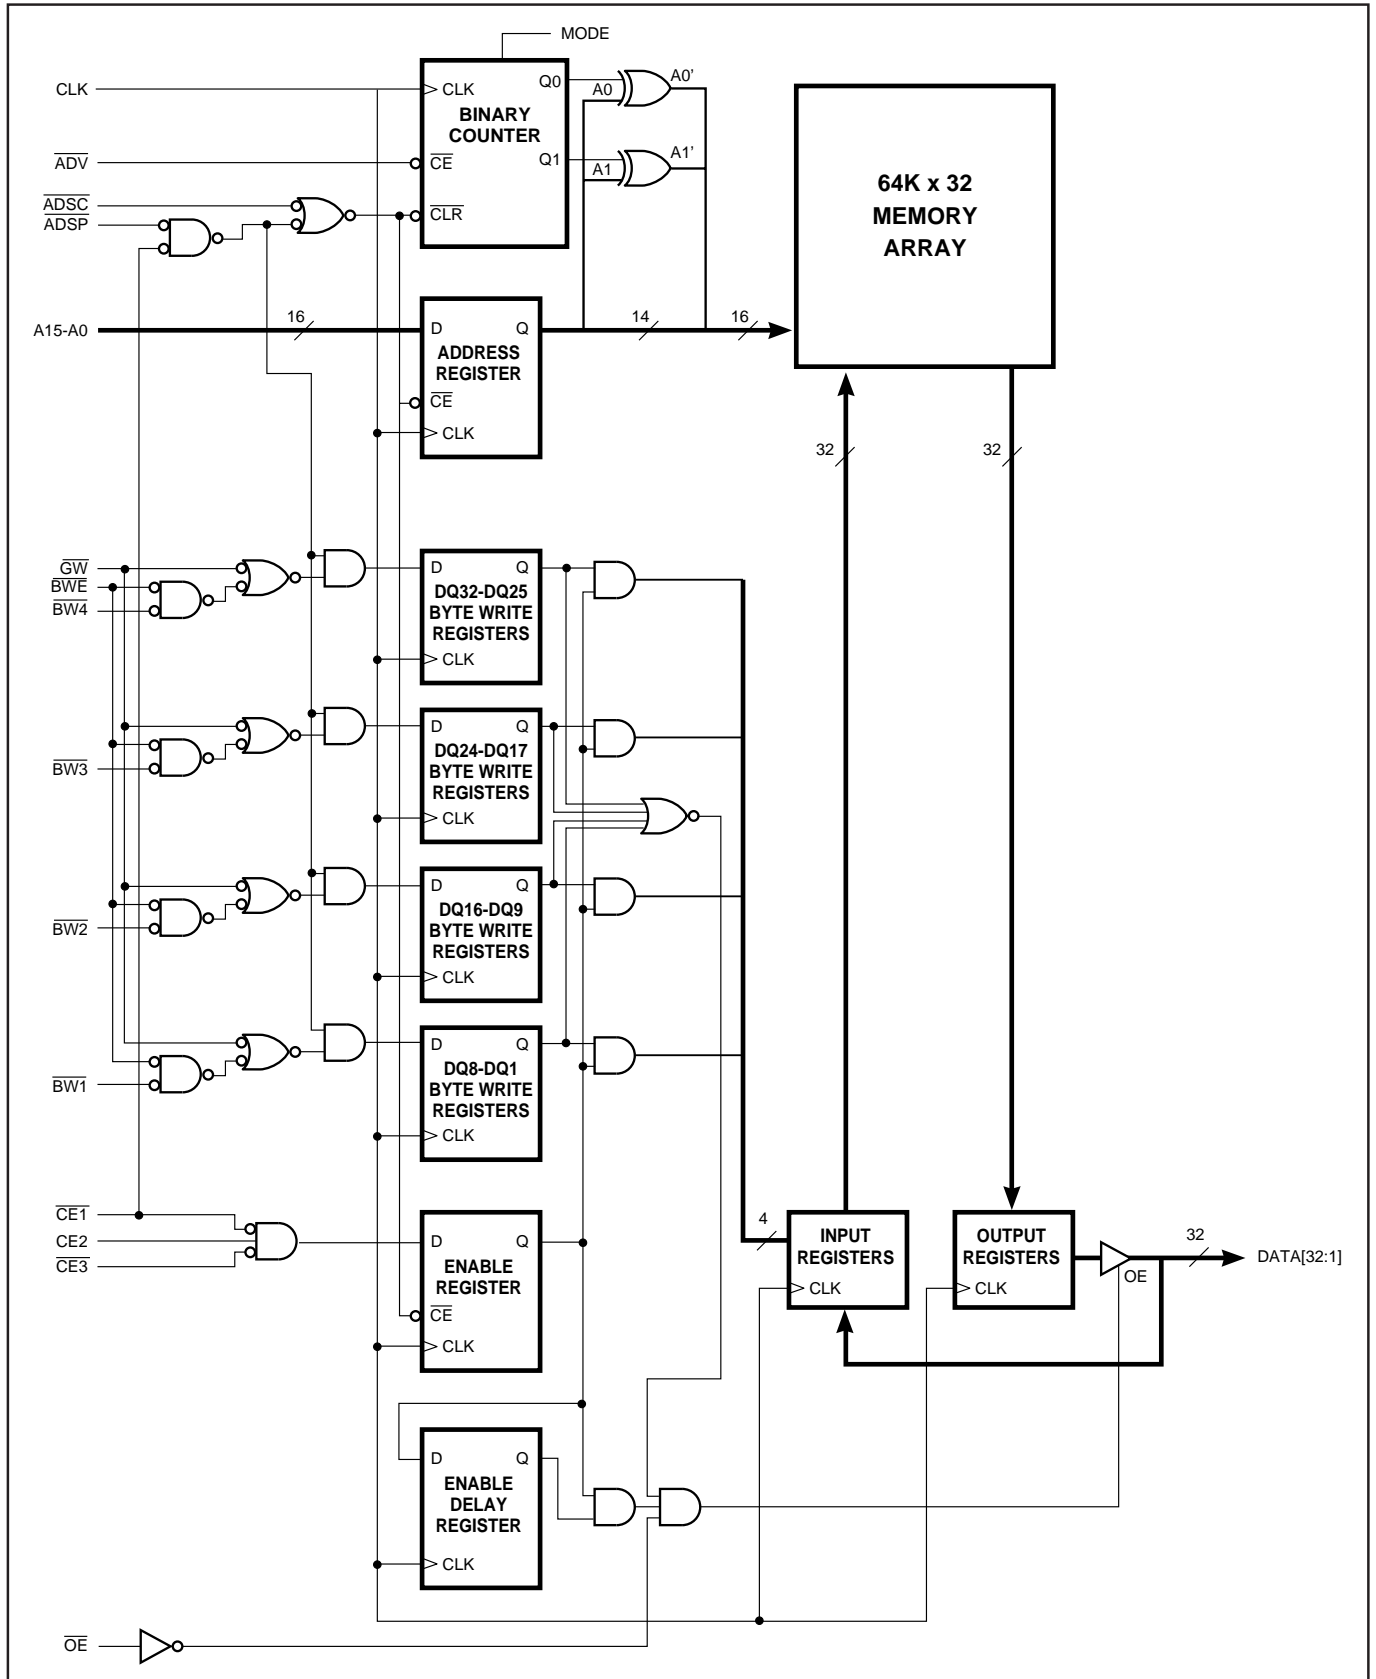 MODE
CLK
CLK
Q0
A0
A0'
BINARY
COUNTER
ADV
CE
Q1
A1
A1'
ADSC
ADSP
CLR
64K x 32
MEMORY
ARRAY
A15-A0
16
D
Q
14
16
ADDRESS
REGISTER
CE
CLK
32
32
GW
BWE
BW4
D
Q
DQ32-DQ25
BYTE WRITE
REGISTERS
CLK
BW3
D
Q
DQ24-DQ17
BYTE WRITE
REGISTERS
CLK
BW2
D
Q
DQ16-DQ9
BYTE WRITE
REGISTERS
CLK
BW1
D
Q
DQ8-DQ1
BYTE WRITE
REGISTERS
CLK
CE1
CE2
CE3
D
Q
ENABLE
REGISTER
CE
CLK
4
INPUT
REGISTERS
CLK
OUTPUT
REGISTERS
CLK
OE
32
DATA[32:1]
D
Q
ENABLE
DELAY
REGISTER
CLK
OE